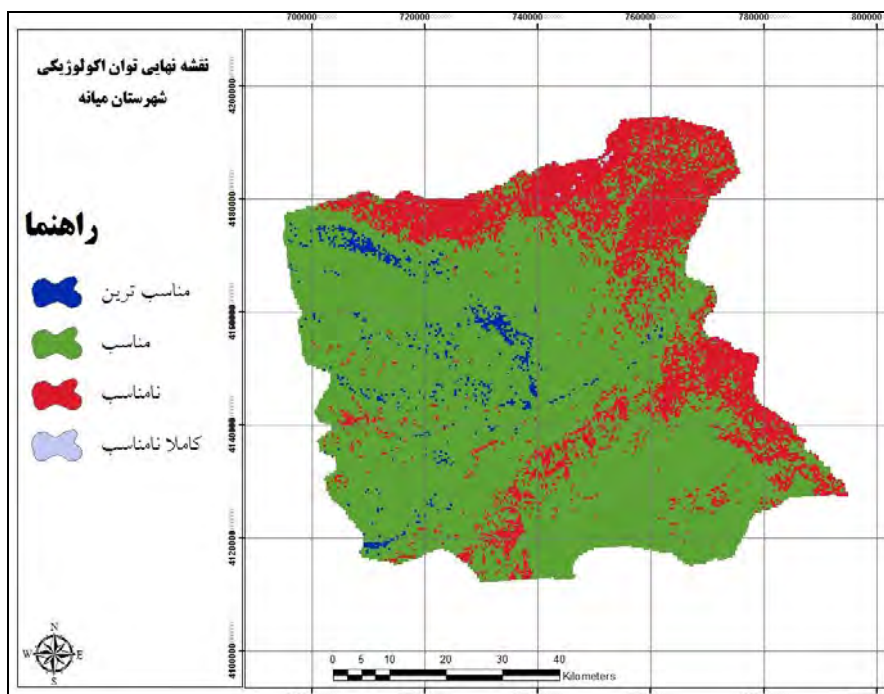 700000 720000 740000 760000 780000 800000
نقشه نهایی توان اکولوژیکی
شهرستان میانه
راهنما
مناسب ترین
مناسب
نامناسب
کاملا نامناسب
4200000
4180000
4160000
4140000
4120000
4100000
N
W E
S
0 5 10 20 30 40
Kilometers